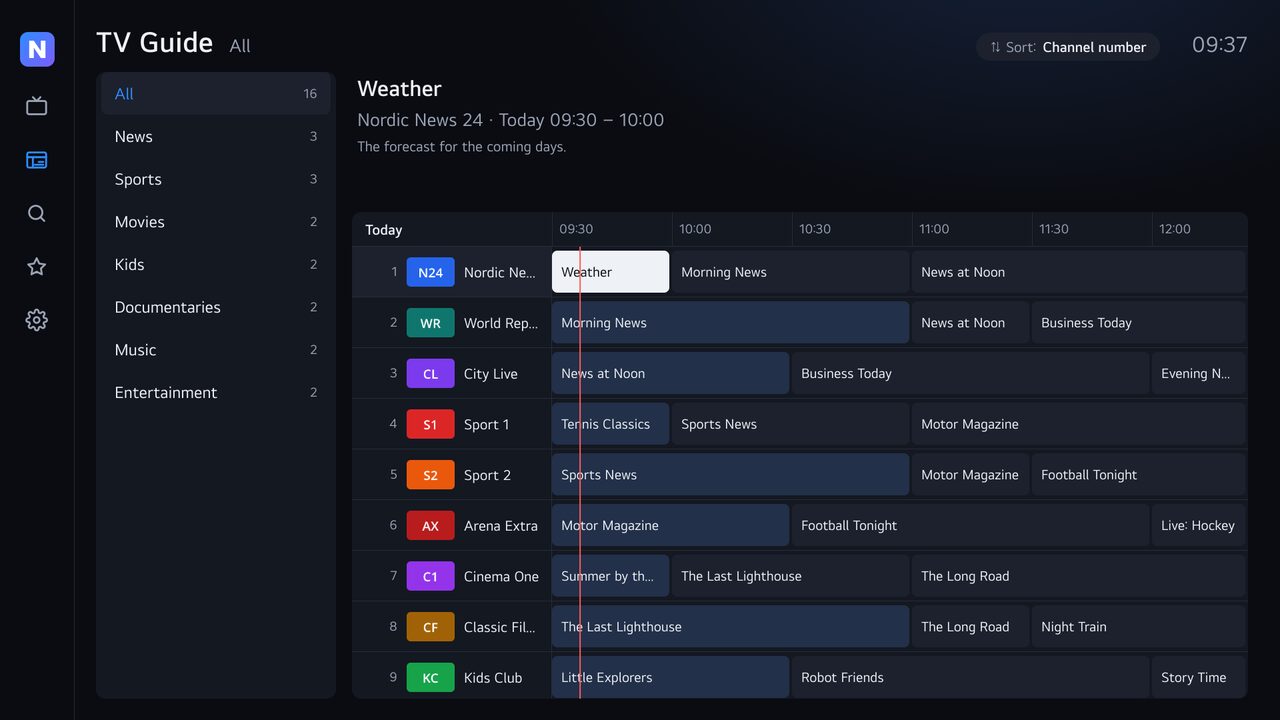 N
TV Guide All
Sort: Channel number
09:37
All 16
News 3
Sports 3
Movies 2
Kids 2
Documentaries 2
Music 2
Entertainment 2
Weather
Nordic News 24 · Today 09:30 – 10:00
The forecast for the coming days.
Today 09:30 10:00 10:30 11:00 11:30 12:00
1 N24 Nordic Ne... Weather Morning News News at Noon
2 WR World Rep... Morning News News at Noon Business Today
3 CL City Live News at Noon Business Today Evening N...
4 S1 Sport 1 Tennis Classics Sports News Motor Magazine
5 S2 Sport 2 Sports News Motor Magazine Football Tonight
6 AX Arena Extra Motor Magazine Football Tonight Live: Hockey
7 C1 Cinema One Summer by th... The Last Lighthouse The Long Road
8 CF Classic Fil... The Last Lighthouse The Long Road Night Train
9 KC Kids Club Little Explorers Robot Friends Story Time